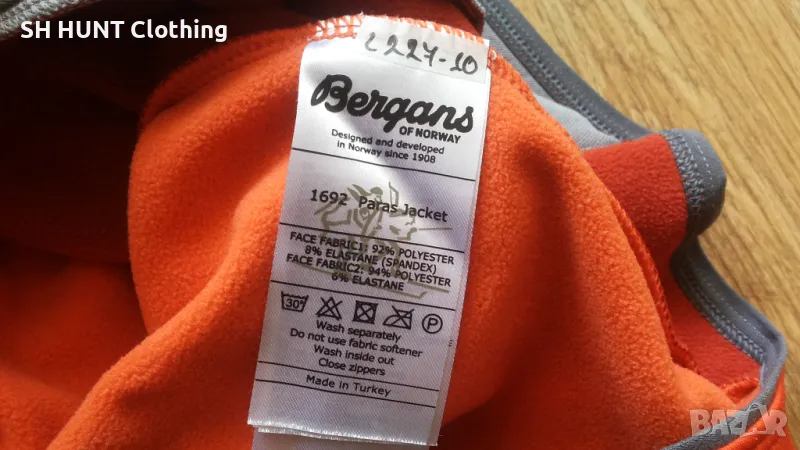 SH HUNT Clothing
L227-10
Bergans
OF NORWAY
Designed and developed
in Norway since 1908
1692 Paras Jacket
FACE FABRIC1: 92% POLYESTER
8% ELASTANE (SPANDEX)
FACE FABRIC2: 94% POLYESTER
6% ELASTANE
30°
P
Wash separately
Do not use fabric softener
Wash inside out
Close zippers
Made in Turkey
BAZAR